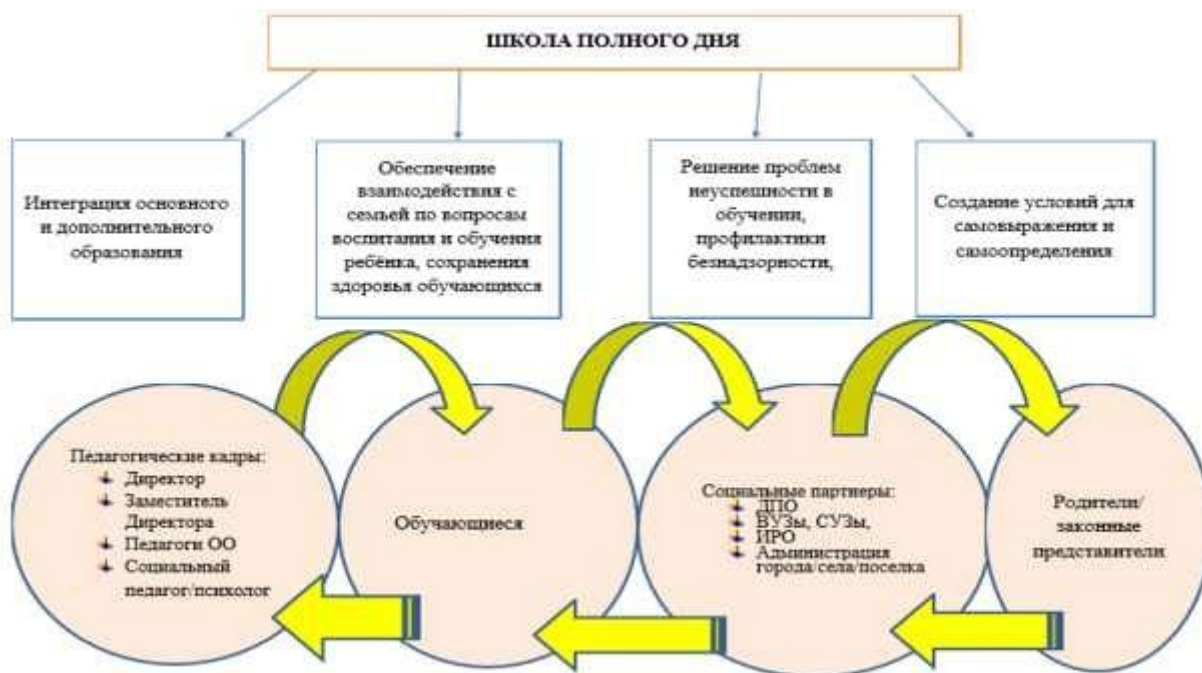 ШКОЛА ПОЛНОГО ДНЯ
Интеграция основного
и дополнительного
образования
Обеспечение
взаимодействия с
семьей по вопросам
воспитания и обучения
ребёнка, сохранения
здоровья обучающихся
Решение проблем
неуспешности в
обучении,
профилактики
безнадзорности,
Создание условий для
самовыражения и
самоопределения
Педагогические кадры:
Директор
Заместитель
Директора
Педагоги ОО
Социальный
педагог/психолог
Обучающиеся
Социальные партнеры:
ДПО
ВУЗы, СУЗы,
ИРО
Администрация
города/села/поселка
Родители/
законные
представители